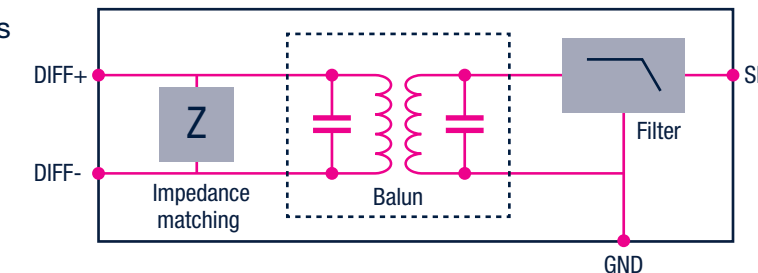 DIFF+
Z
DIFF-
Impedance
matching
Balun
Filter
GND